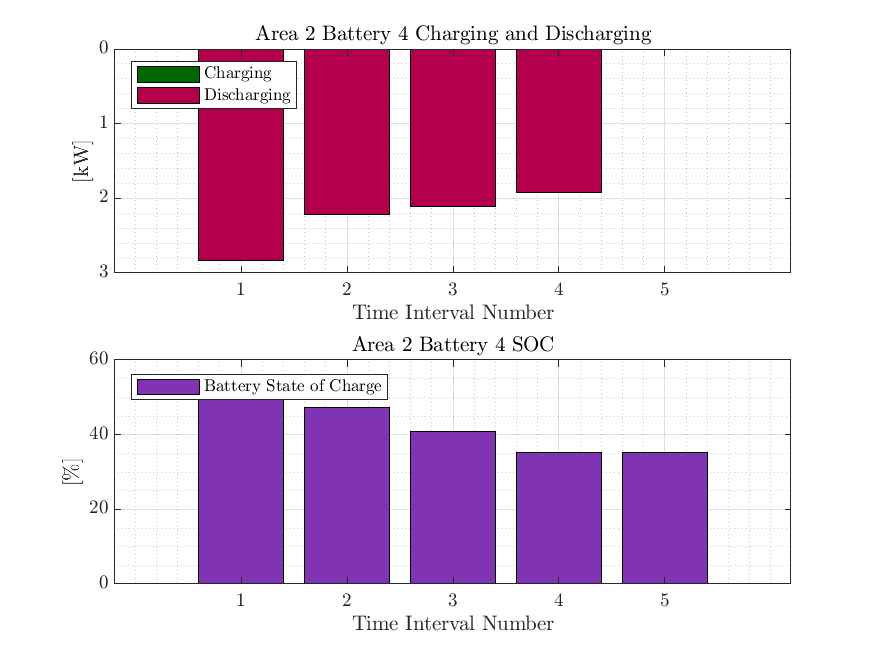 Area 2 Battery 4 Charging and Discharging
0
Charging
Discharging
1
[kW]
2
3
1 2 3 4 5
Time Interval Number
Area 2 Battery 4 SOC
60
Battery State of Charge
40
[%]
20
0
1 2 3 4 5
Time Interval Number